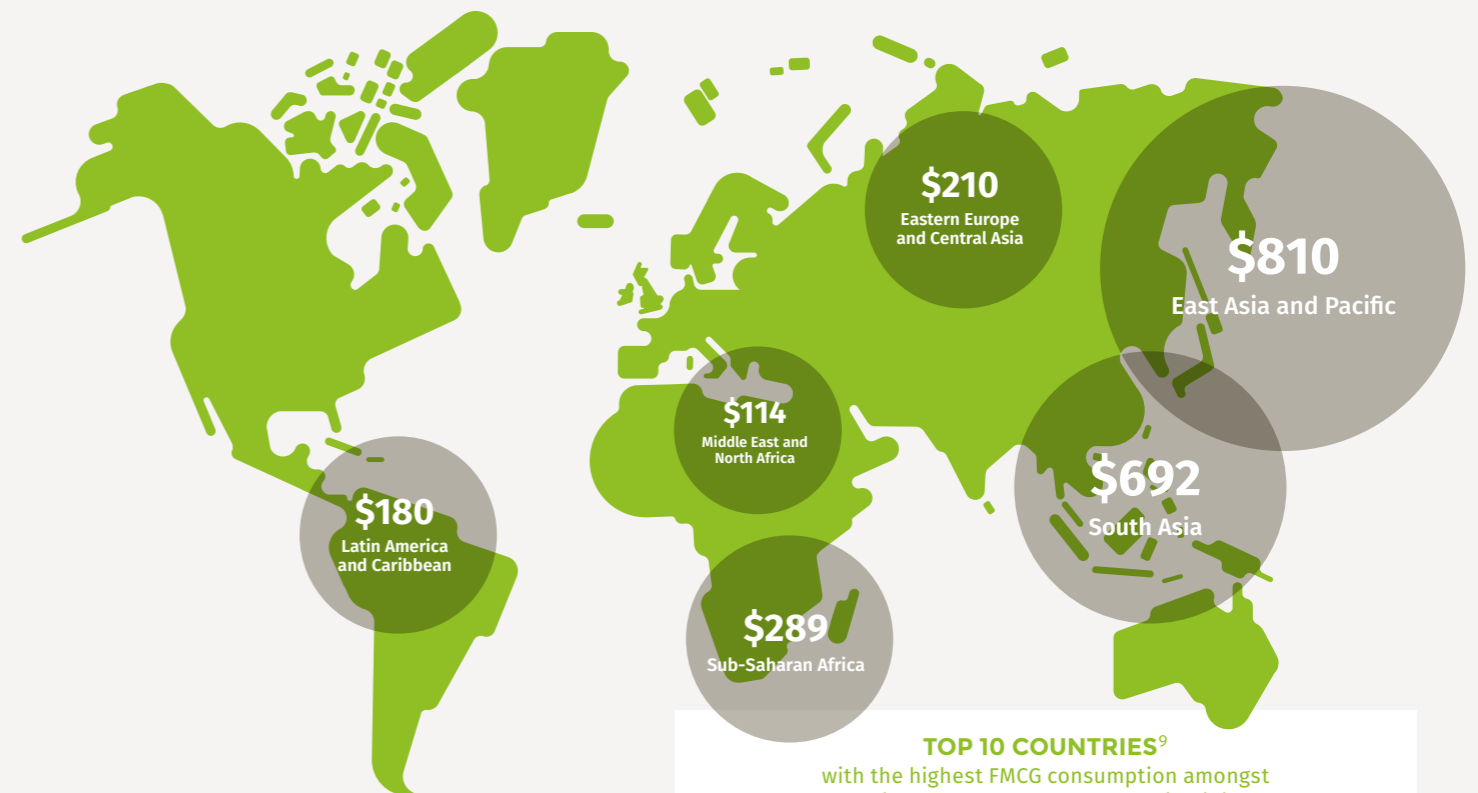 $210
Eastern Europe
and Central Asia
$810
East Asia and Pacific
$114
Middle East and
North Africa
$692
South Asia
$180
Latin America
and Caribbean
$289
Sub-Saharan Africa
TOP 10 COUNTRIES⁹
with the highest FMCG consumption amongst